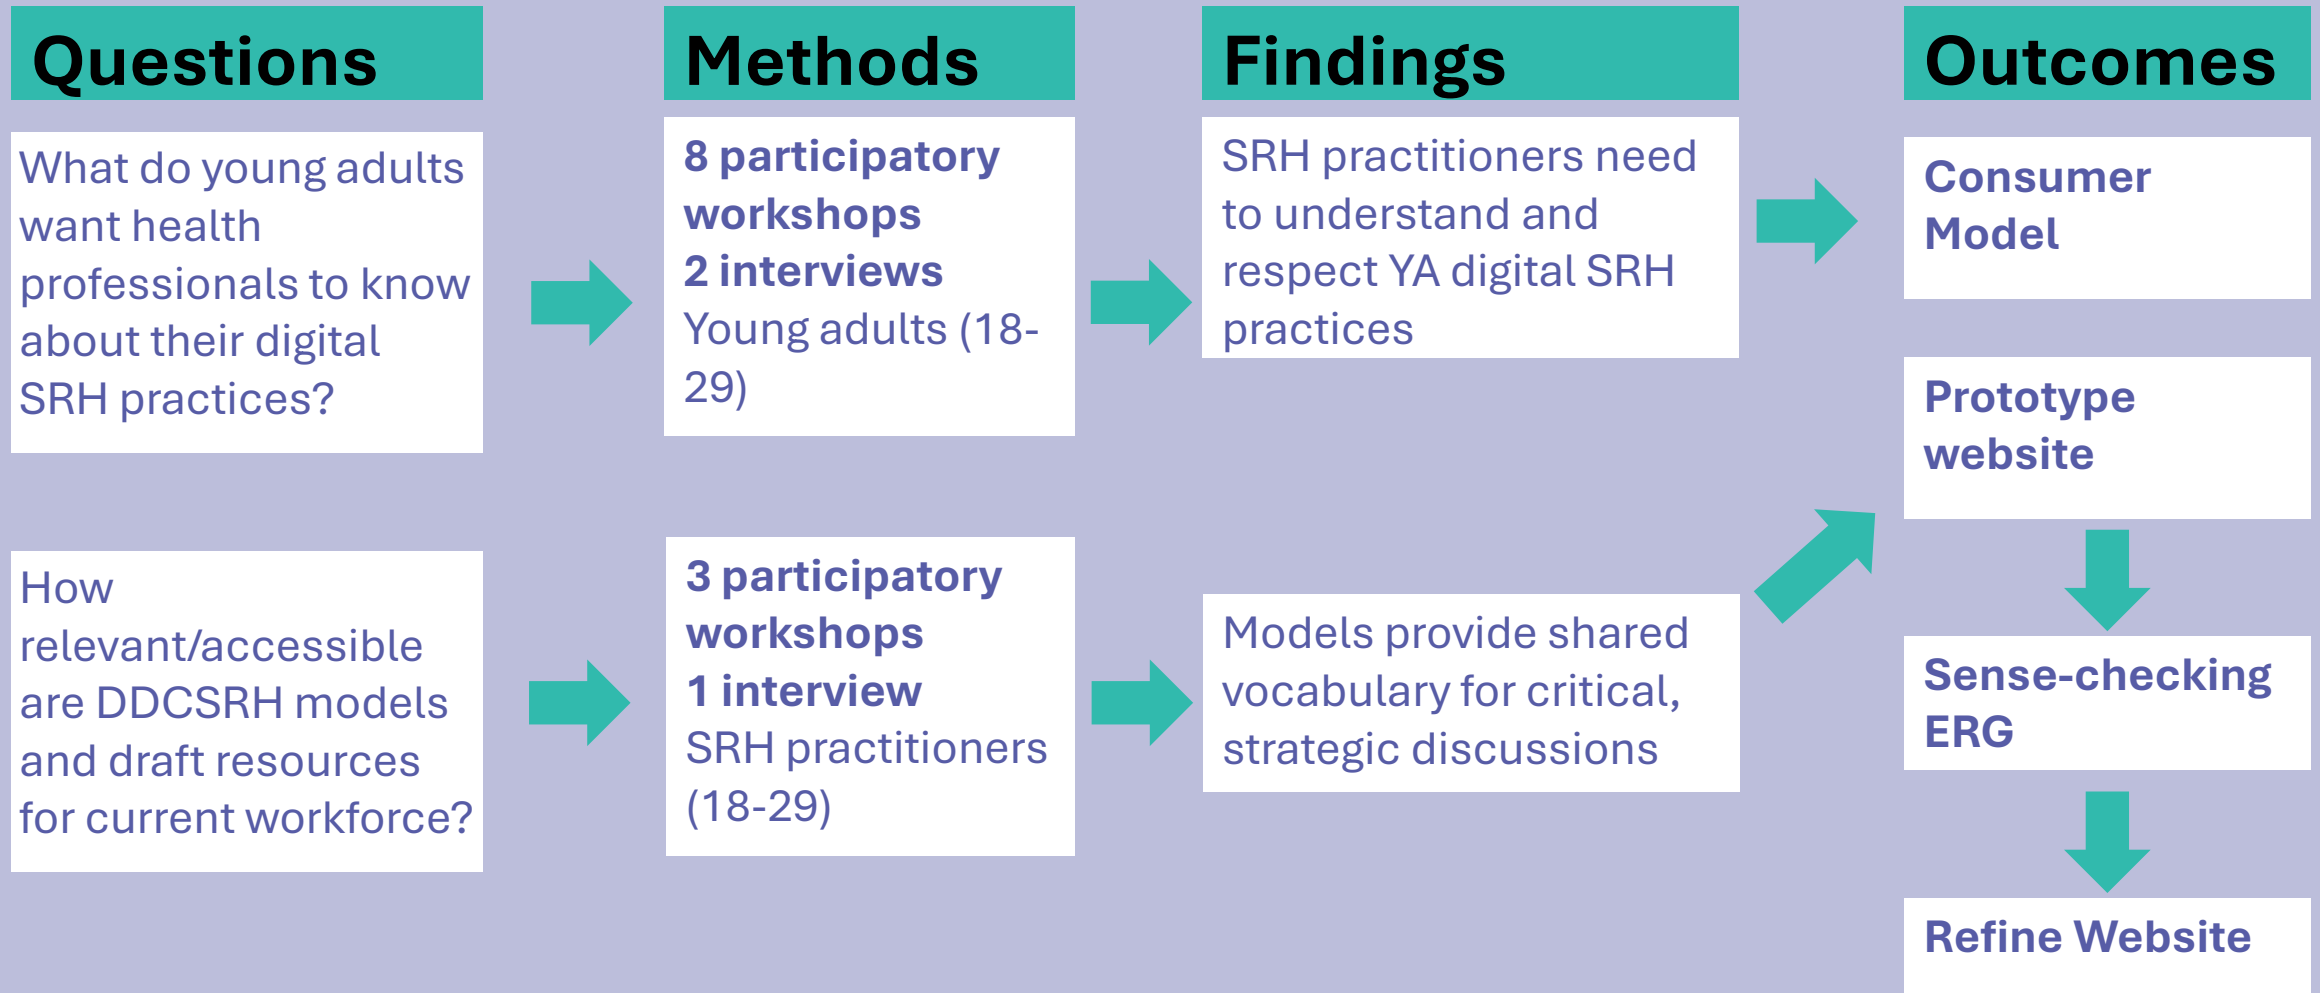 Questions
Methods
Findings
Outcomes
What do young adults
want health
professionals to know
about their digital
SRH practices?
8 participatory
workshops
2 interviews
Young adults (18-
29)
SRH practitioners need
to understand and
respect YA digital SRH
practices
Consumer
Model
Prototype
website
How
relevant/accessible
are DDCSRH models
and draft resources
for current workforce?
3 participatory
workshops
1 interview
SRH practitioners
(18-29)
Models provide shared
vocabulary for critical,
strategic discussions
Sense-checking
ERG
Refine Website